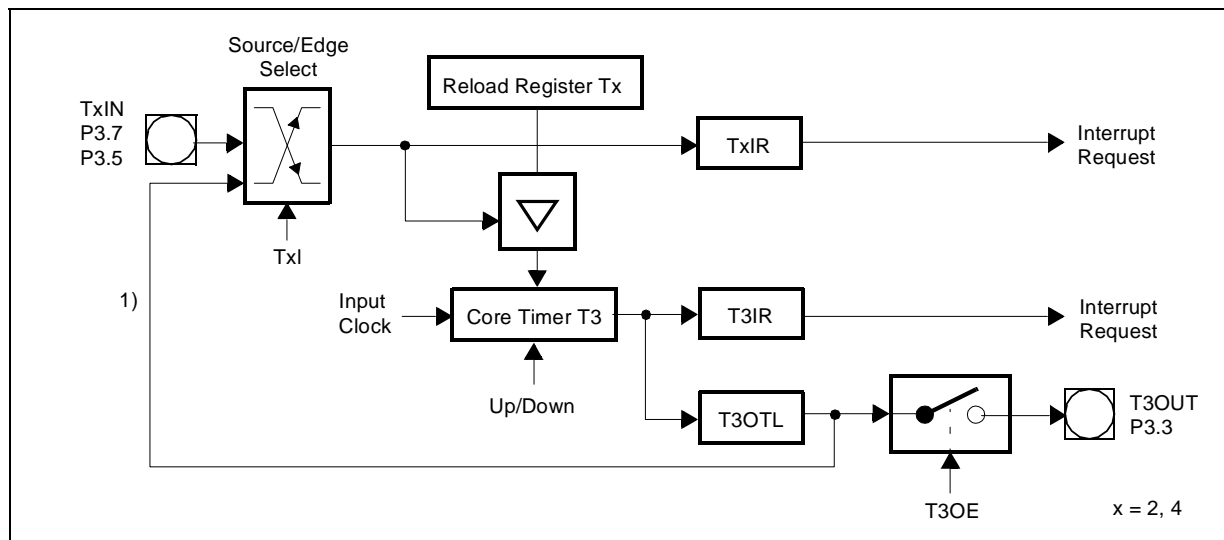 Source/Edge
Select
Reload Register Tx
TxIN
P3.7
P3.5
TxIR
Interrupt
Request
TxI
1)
Input
Clock
Core Timer T3
T3IR
Interrupt
Request
Up/Down
T3OTL
T3OUT
P3.3
T3OE
x = 2, 4